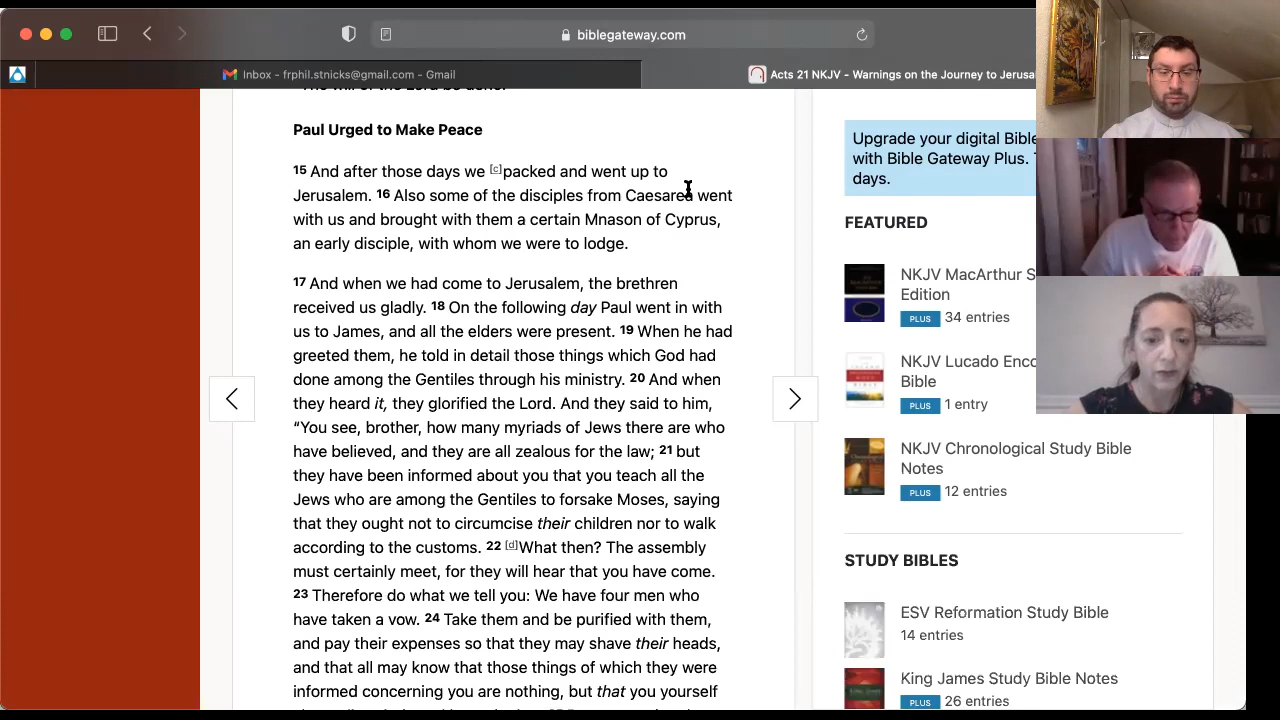 biblegateway.com
Inbox - frphil.stnicks@gmail.com - Gmail
Acts 21 NKJV - Warnings on the Journey to Jerusa
"The will of the Lord be done."
Paul Urged to Make Peace
15 And after those days we [c]packed and went up to
Jerusalem. 16 Also some of the disciples from Caesarea went
with us and brought with them a certain Mnason of Cyprus,
an early disciple, with whom we were to lodge.
17 And when we had come to Jerusalem, the brethren
received us gladly. 18 On the following day Paul went in with
us to James, and all the elders were present. 19 When he had
greeted them, he told in detail those things which God had
done among the Gentiles through his ministry. 20 And when
they heard it, they glorified the Lord. And they said to him,
“You see, brother, how many myriads of Jews there are who
have believed, and they are all zealous for the law; 21 but
they have been informed about you that you teach all the
Jews who are among the Gentiles to forsake Moses, saying
that they ought not to circumcise their children nor to walk
according to the customs. 22 [d]What then? The assembly
must certainly meet, for they will hear that you have come.
23 Therefore do what we tell you: We have four men who
have taken a vow. 24 Take them and be purified with them,
and pay their expenses so that they may shave their heads,
and that all may know that those things of which they were
informed concerning you are nothing, but that you yourself
Upgrade your digital Bible
with Bible Gateway Plus.
days.
FEATURED
NKJV MacArthur S
Edition
PLUS 34 entries
NKJV Lucado Enco
Bible
PLUS 1 entry
NKJV Chronological Study Bible
Notes
PLUS 12 entries
STUDY BIBLES
ESV Reformation Study Bible
14 entries
King James Study Bible Notes
PLUS 26 entries